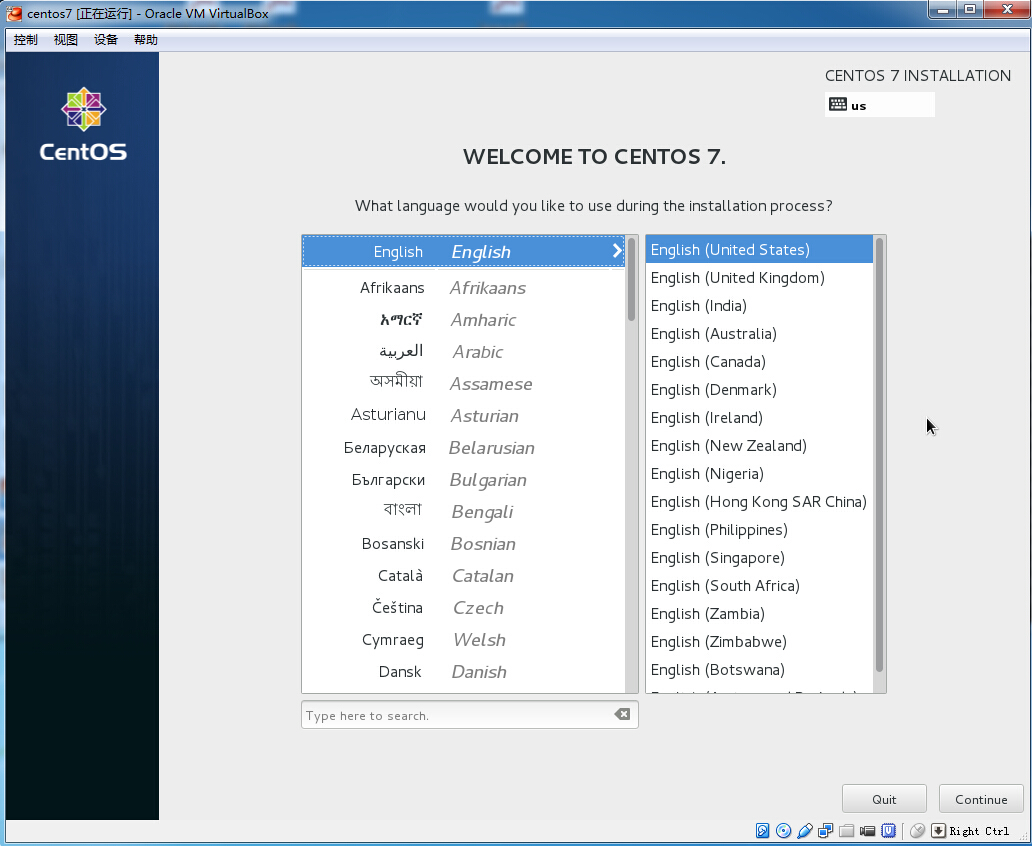 centos7 [正在运行] - Oracle VM VirtualBox
控制 视图 设备 帮助
CentOS
CENTOS 7 INSTALLATION
us
WELCOME TO CENTOS 7.
What language would you like to use during the installation process?
English English
Afrikaans Afrikaans
አማርኛ Amharic
العربية Arabic
অসমীয়া Assamese
Asturianu Asturian
Беларуская Belarusian
Български Bulgarian
বাংলা Bengali
Bosanski Bosnian
Català Catalan
Čeština Czech
Cymraeg Welsh
Dansk Danish
Type here to search.
English (United States)
English (United Kingdom)
English (India)
English (Australia)
English (Canada)
English (Denmark)
English (Ireland)
English (New Zealand)
English (Nigeria)
English (Hong Kong SAR China)
English (Philippines)
English (Singapore)
English (South Africa)
English (Zambia)
English (Zimbabwe)
English (Botswana)
Quit Continue
Right Ctrl